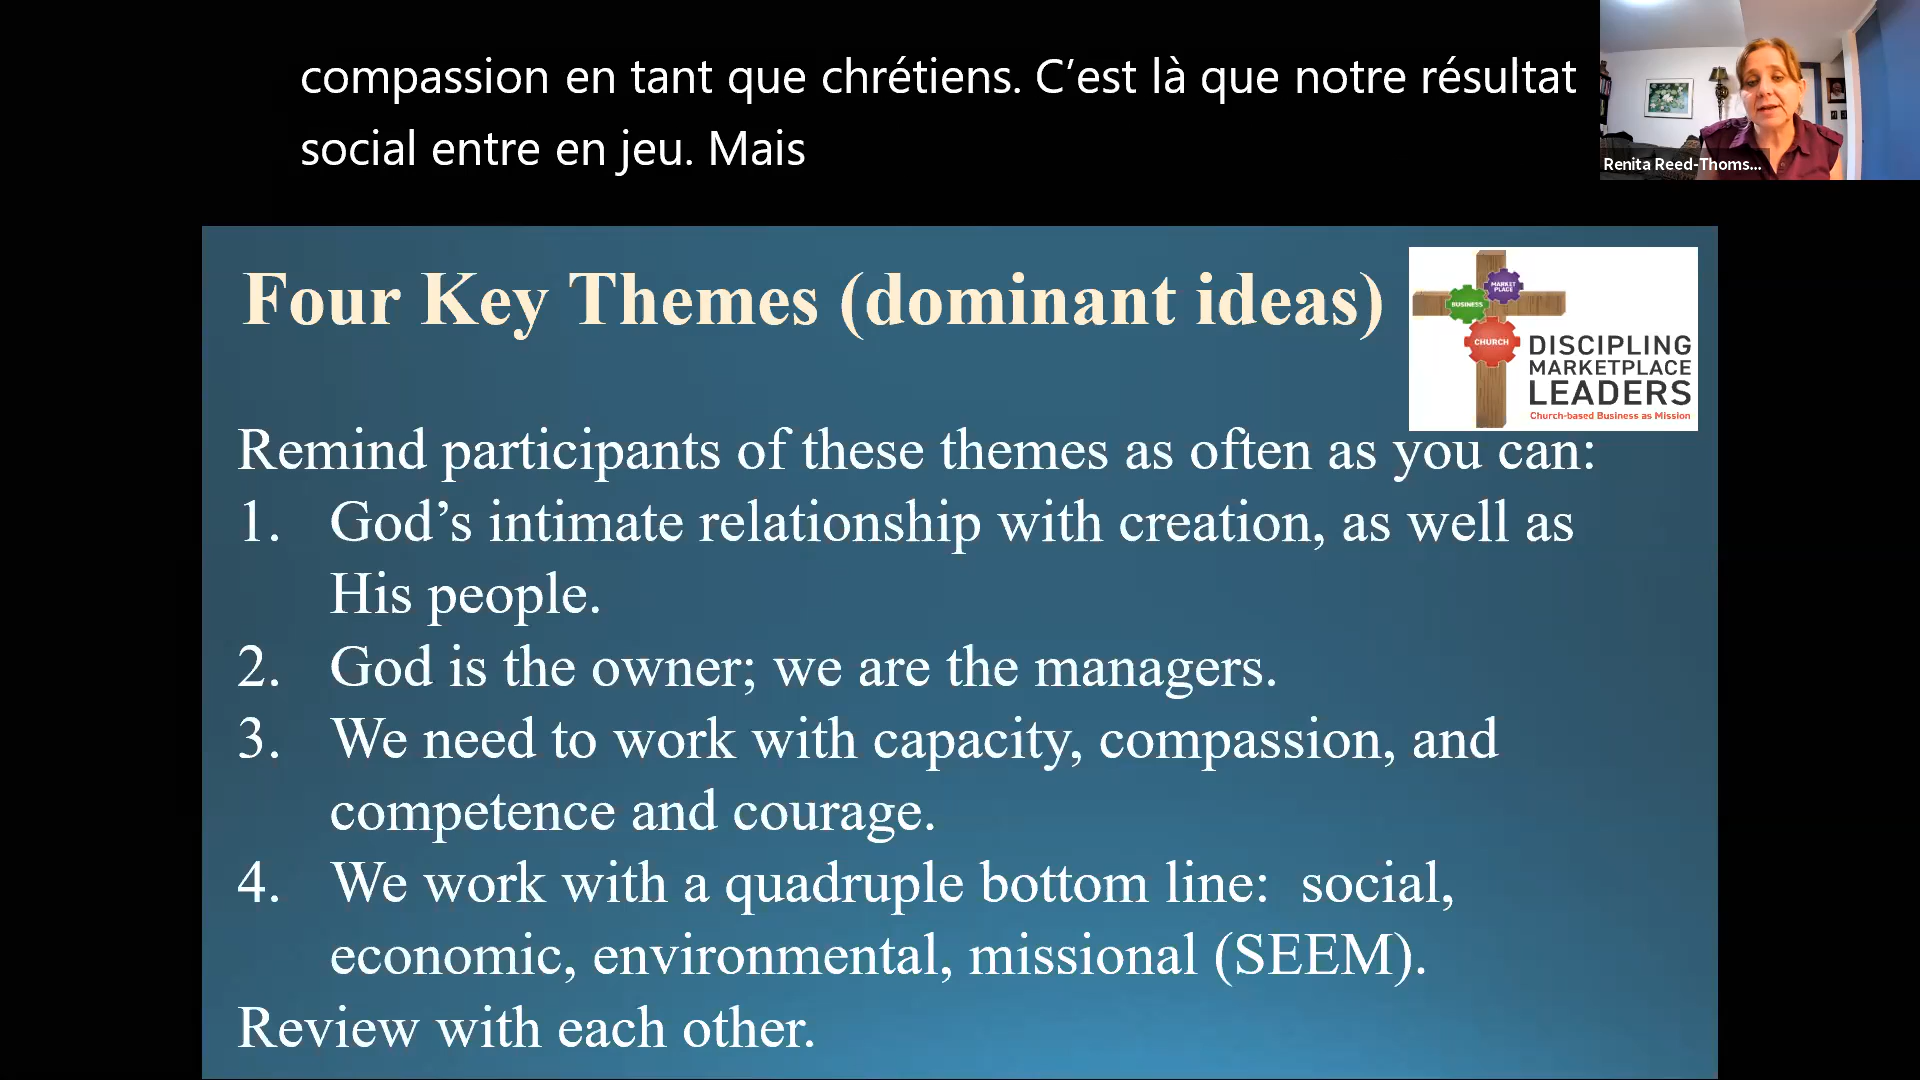 compassion en tant que chrétiens. C’est là que notre résultat
social entre en jeu. Mais
Renita Reed-Thoms...
Four Key Themes (dominant ideas)
MARKET
PLACE
BUSINESS
CHURCH
DISCIPLING
MARKETPLACE
LEADERS
Church-based Business as Mission
Remind participants of these themes as often as you can:
1. God’s intimate relationship with creation, as well as
His people.
2. God is the owner; we are the managers.
3. We need to work with capacity, compassion, and
competence and courage.
4. We work with a quadruple bottom line: social,
economic, environmental, missional (SEEM).
Review with each other.